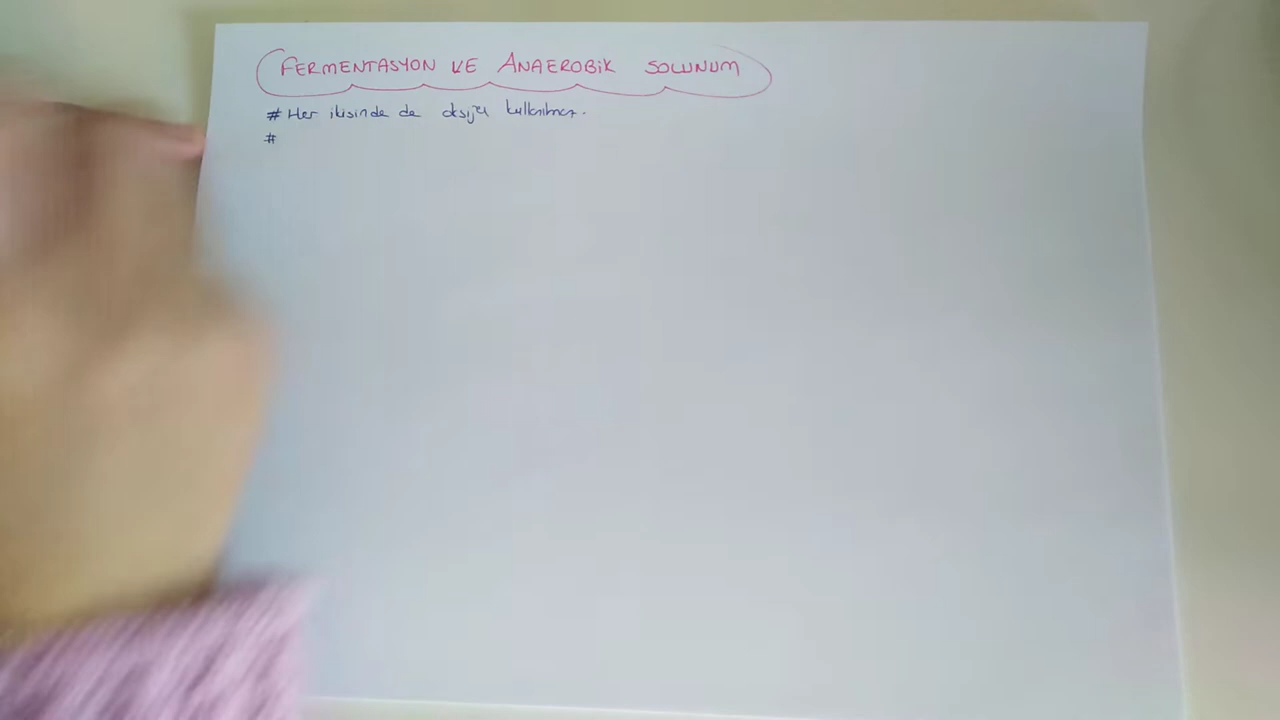 FERMENTASYON VE ANAEROBİK SOLUNUM
# Her ikisinde de oksijen kullanılmaz.
#